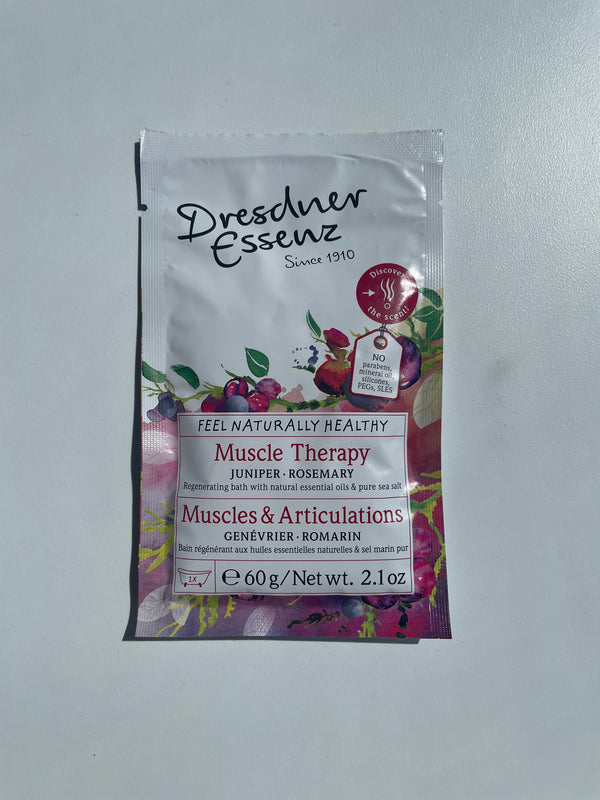 Dresdner
Essenz
Since 1910
Discover
the scent!
NO
parabens,
mineral oil,
silicones,
PEGs, SLES
FEEL NATURALLY HEALTHY
Muscle Therapy
JUNIPER · ROSEMARY
Regenerating bath with natural essential oils & pure sea salt
Muscles & Articulations
GENÉVRIER · ROMARIN
Bain régénérant aux huiles essentielles naturelles & sel marin pur
1X
℮ 60 g/Net wt. 2.1 oz